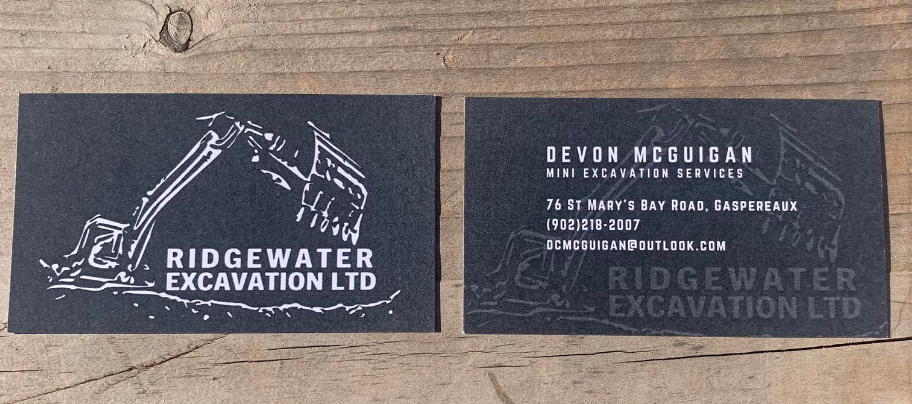 RIDGEWATER
EXCAVATION LTD
DEVON MCGUIGAN
MINI EXCAVATION SERVICES
76 ST MARY'S BAY ROAD, GASPEREAUX
(902)218-2007
DCMCGUIGAN@OUTLOOK.COM
RIDGEWATER
EXCAVATION LTD